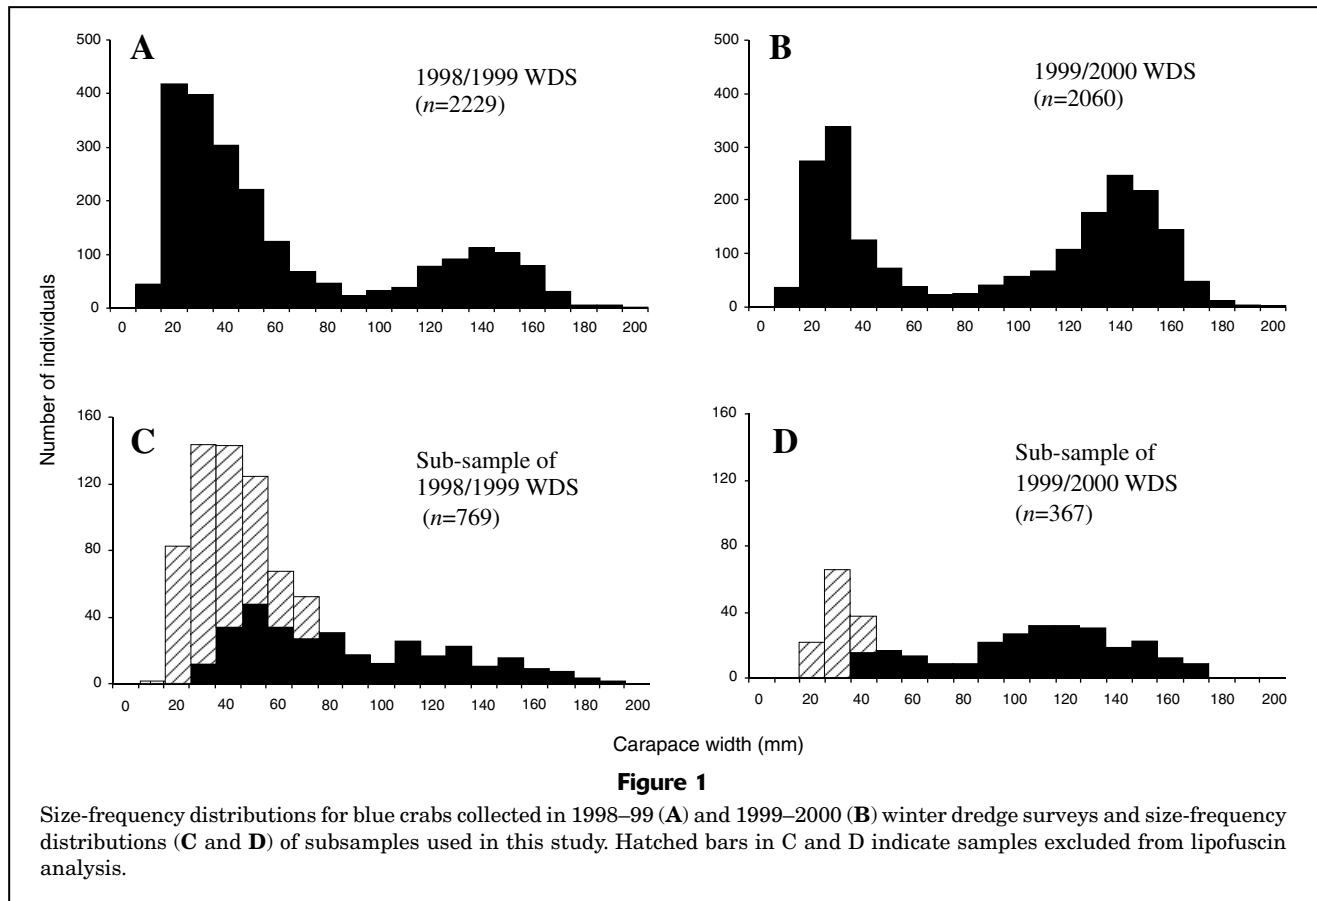 A
1998/1999 WDS
(n=2229)
500
400
300
200
100
0
0 20 40 60 80 100 120 140 160 180 200
B
1999/2000 WDS
(n=2060)
500
400
300
200
100
0
0 20 40 60 80 100 120 140 160 180 200
Number of individuals
C
Sub-sample of
1998/1999 WDS
(n=769)
160
120
80
40
0
0 20 40 60 80 100 120 140 160 180 200
D
Sub-sample of
1999/2000 WDS
(n=367)
160
120
80
40
0
0 20 40 60 80 100 120 140 160 180 200
Carapace width (mm)
Figure 1
Size-frequency distributions for blue crabs collected in 1998–99 (A) and 1999–2000 (B) winter dredge surveys and size-frequency
distributions (C and D) of subsamples used in this study. Hatched bars in C and D indicate samples excluded from lipofuscin
analysis.